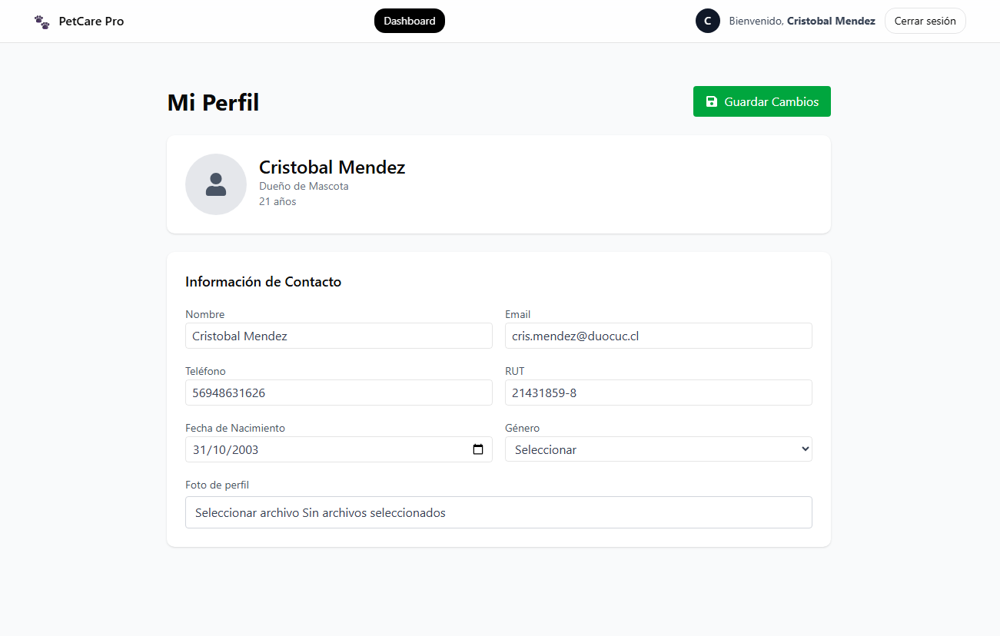 PetCare Pro
Dashboard
C
Bienvenido, Cristobal Mendez
Cerrar sesión
Mi Perfil
Guardar Cambios
Cristobal Mendez
Dueño de Mascota
21 años
Información de Contacto
Nombre
Email
Cristobal Mendez
cris.mendez@duocuc.cl
Teléfono
RUT
56948631626
21431859-8
Fecha de Nacimiento
Género
31/10/2003
Seleccionar
Foto de perfil
Seleccionar archivo Sin archivos seleccionados